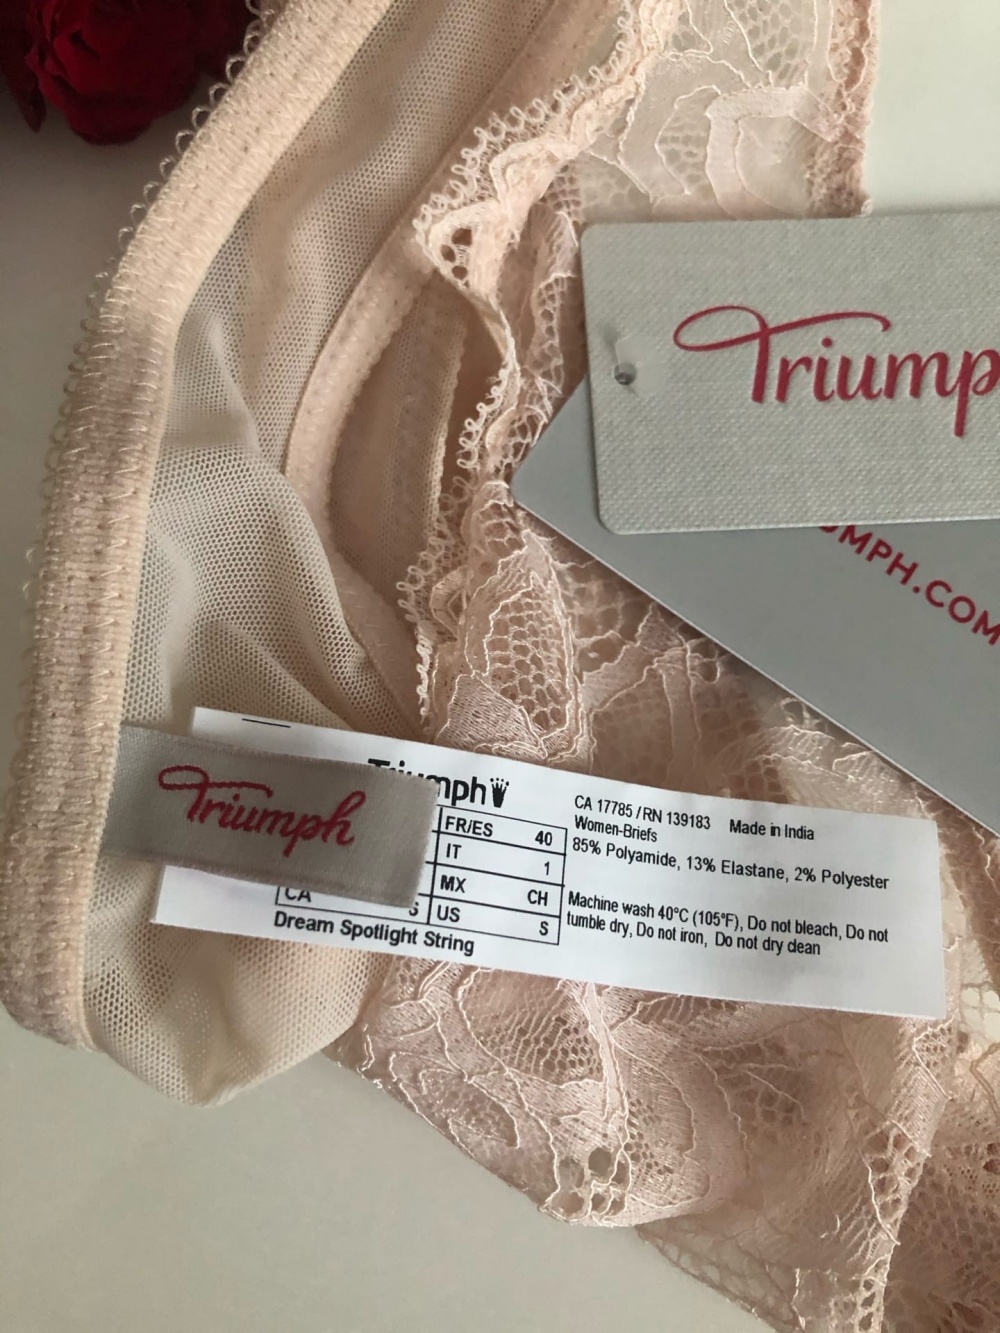 Triump
UMPH.COM
Triumph
FR/ES 40
IT 1
MX CH
CA S US S
Dream Spotlight String
CA 17785 / RN 139183 Made in India
Women-Briefs
85% Polyamide, 13% Elastane, 2% Polyester
Machine wash 40°C (105°F), Do not bleach, Do not
tumble dry, Do not iron, Do not dry clean
Triumph